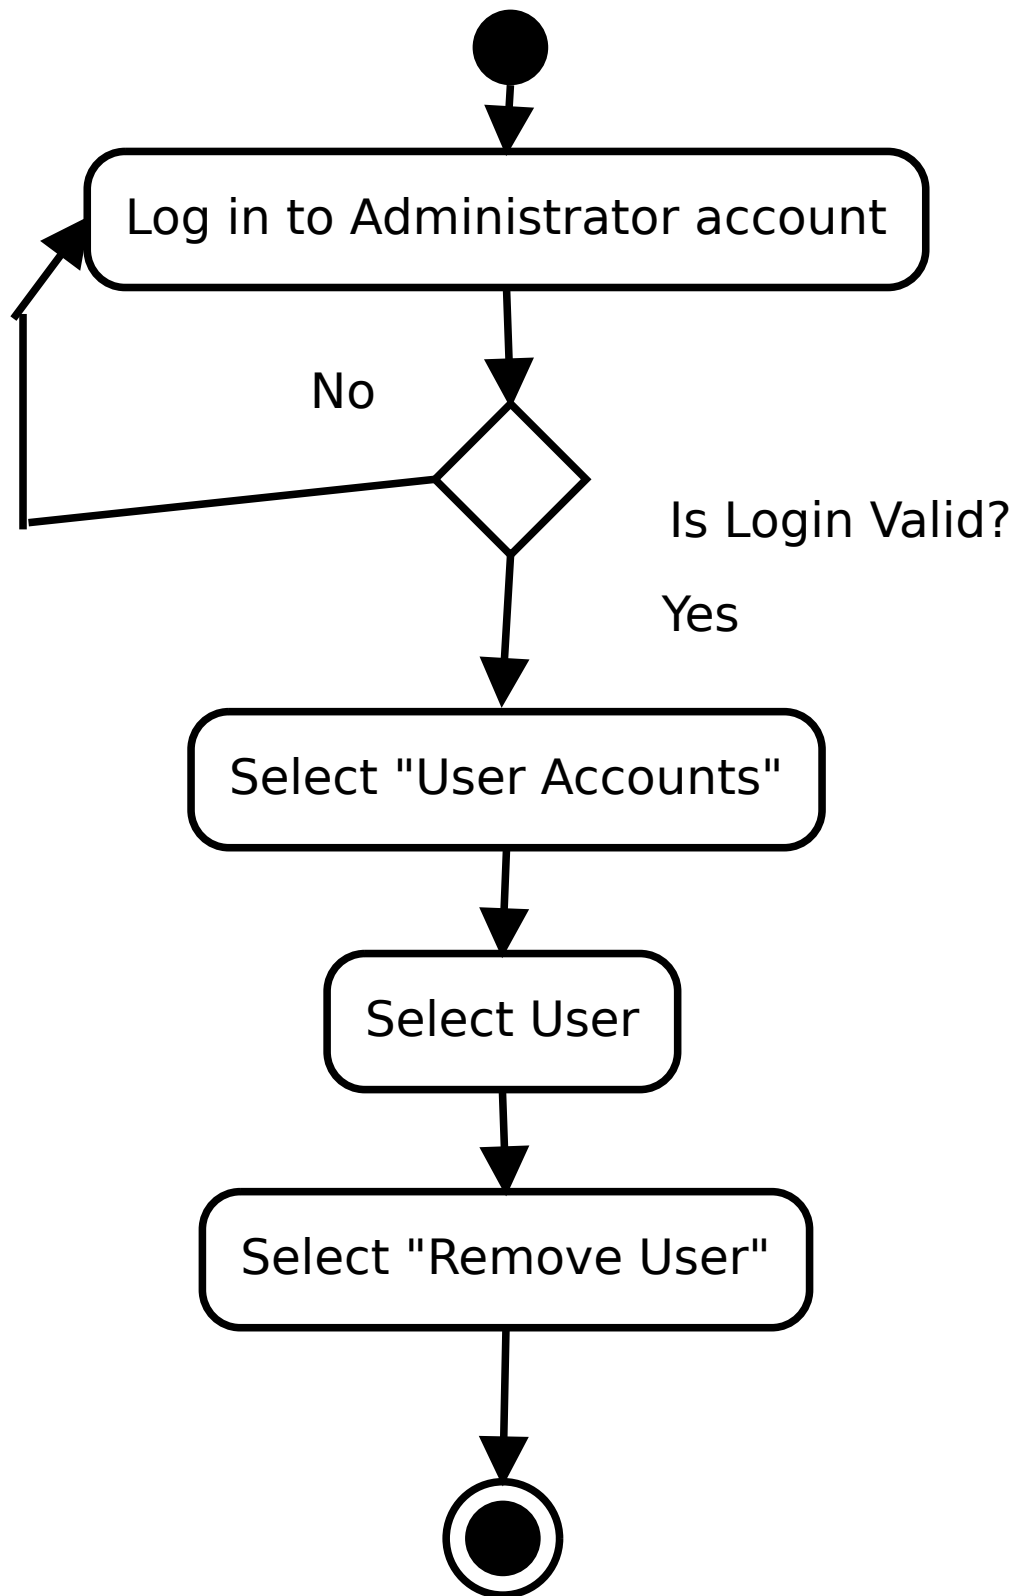 Log in to Administrator account
No
Is Login Valid?
Yes
Select "User Accounts"
Select User
Select "Remove User"